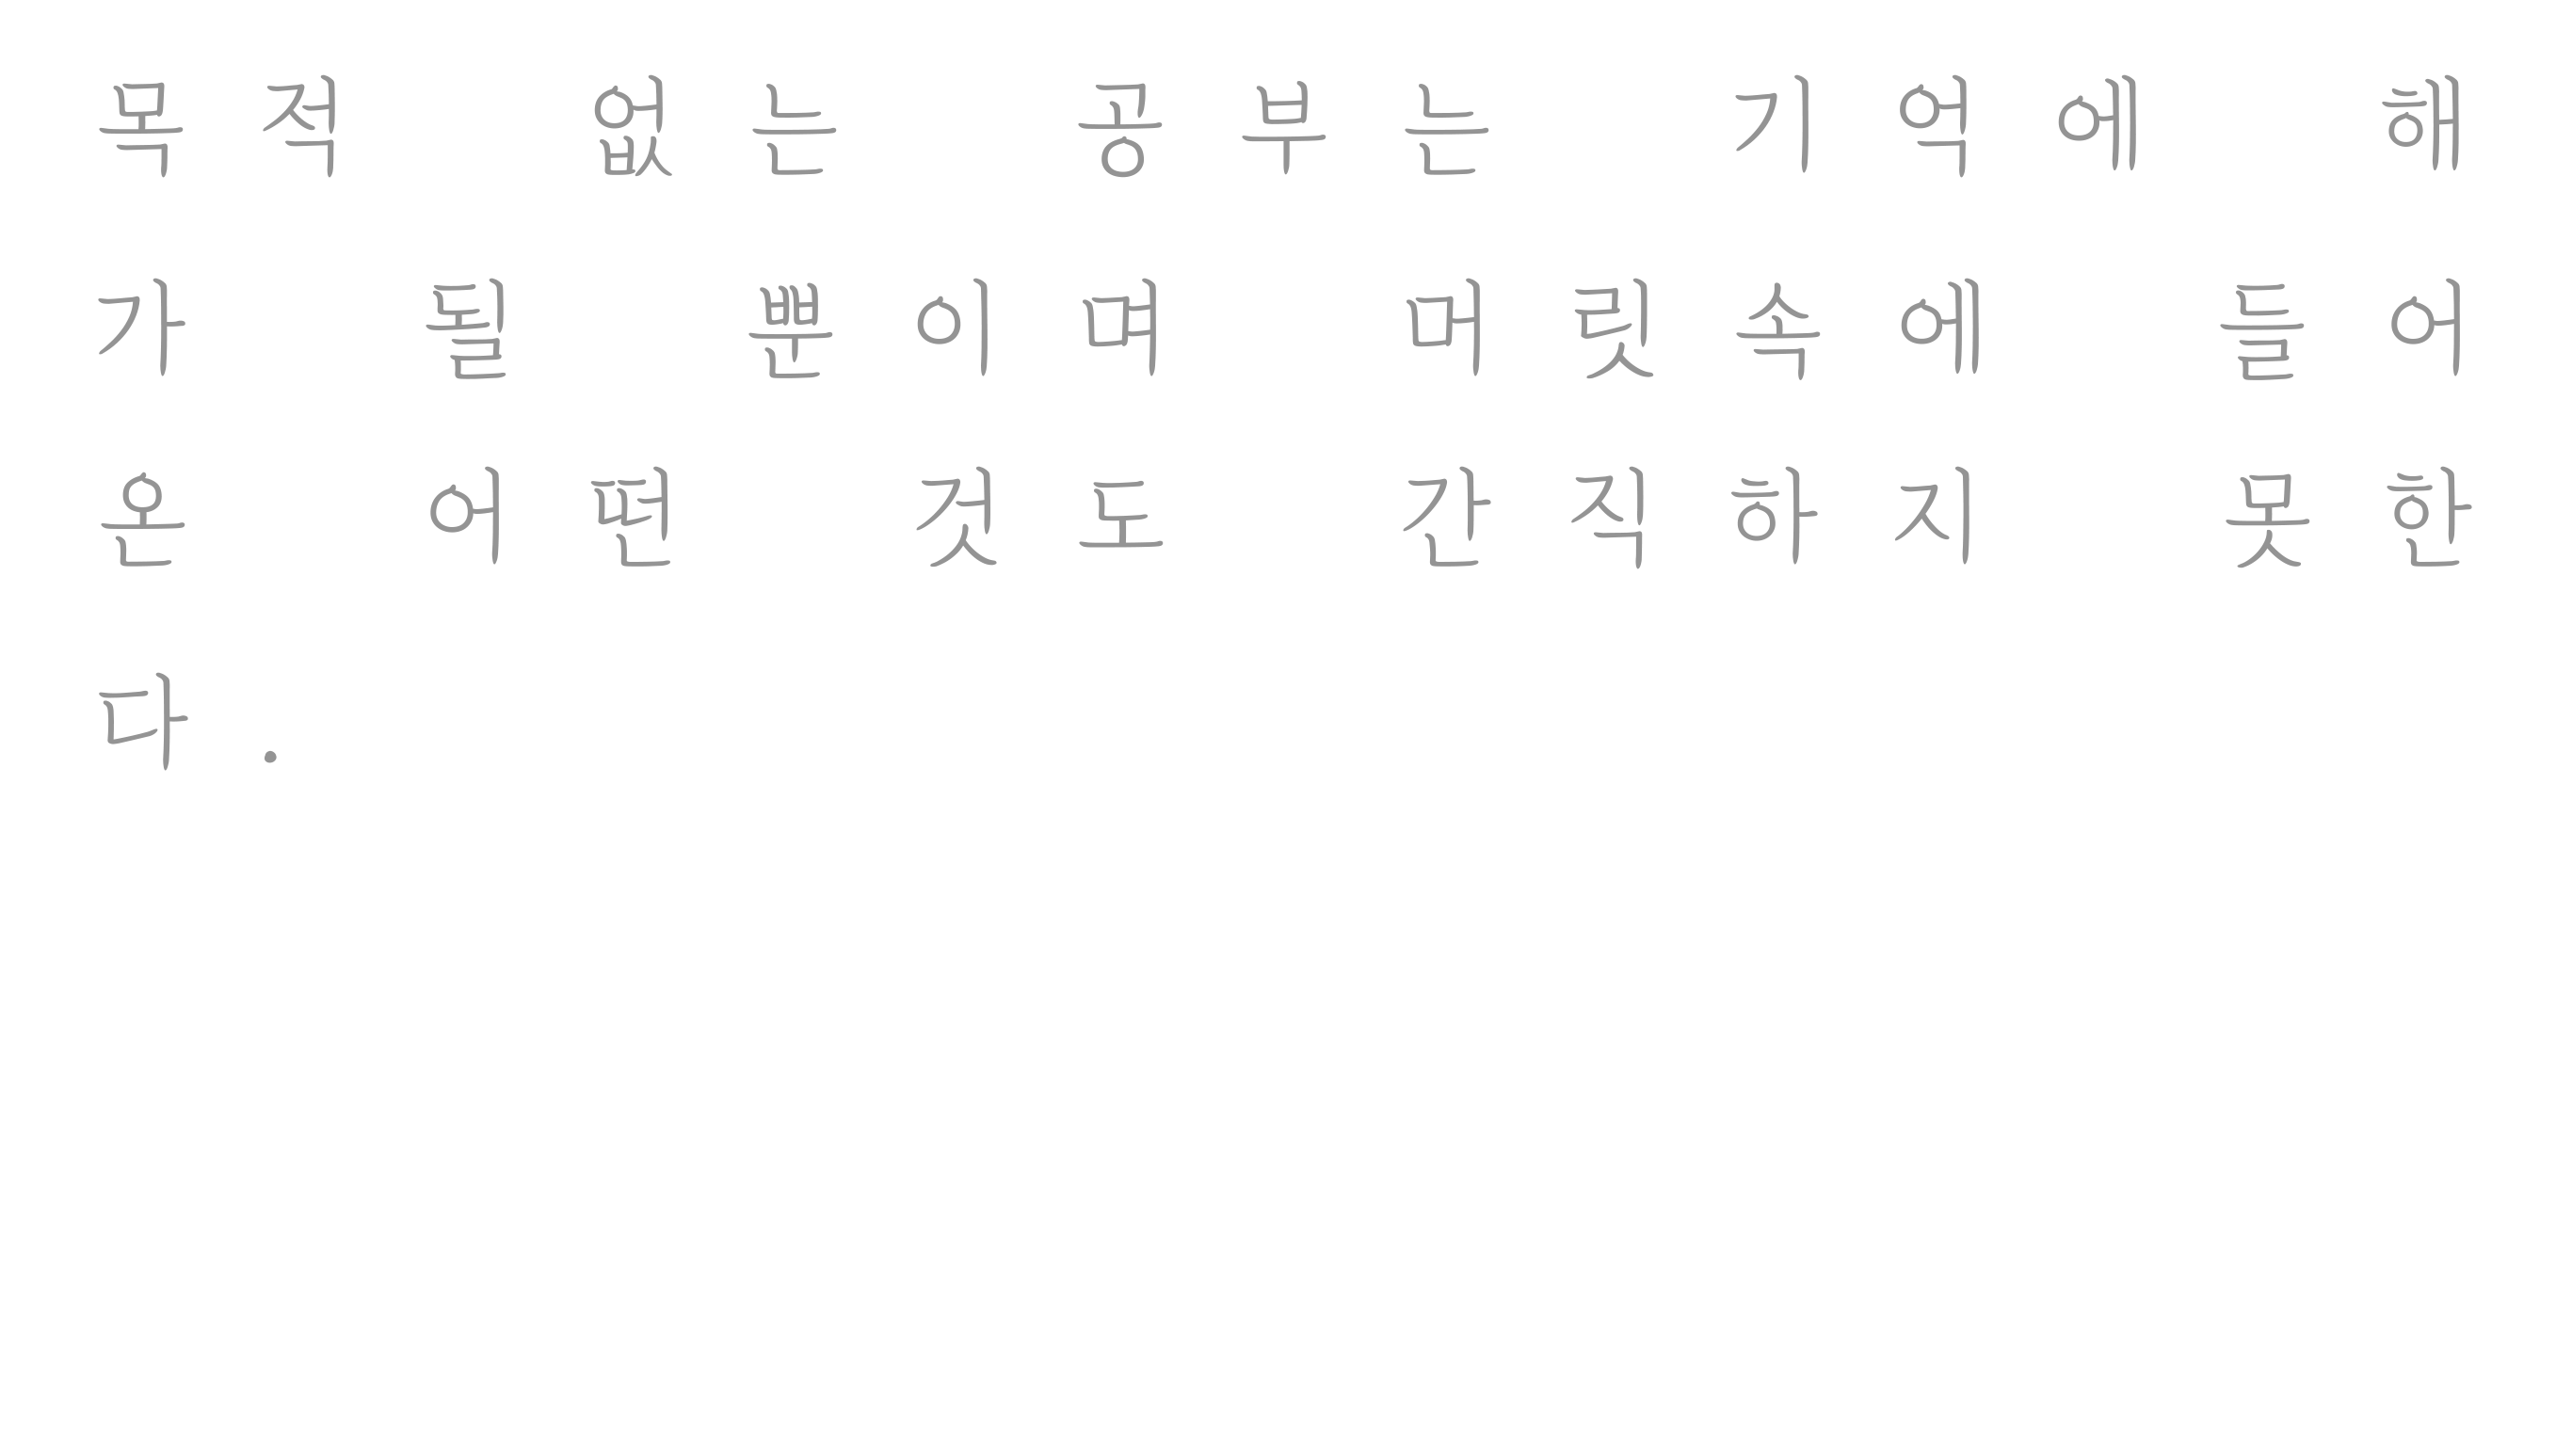 목적 없는 공부는 기억에 해
가 될 뿐이며 머릿속에 들어
온 어떤 것도 간직하지 못한
다.